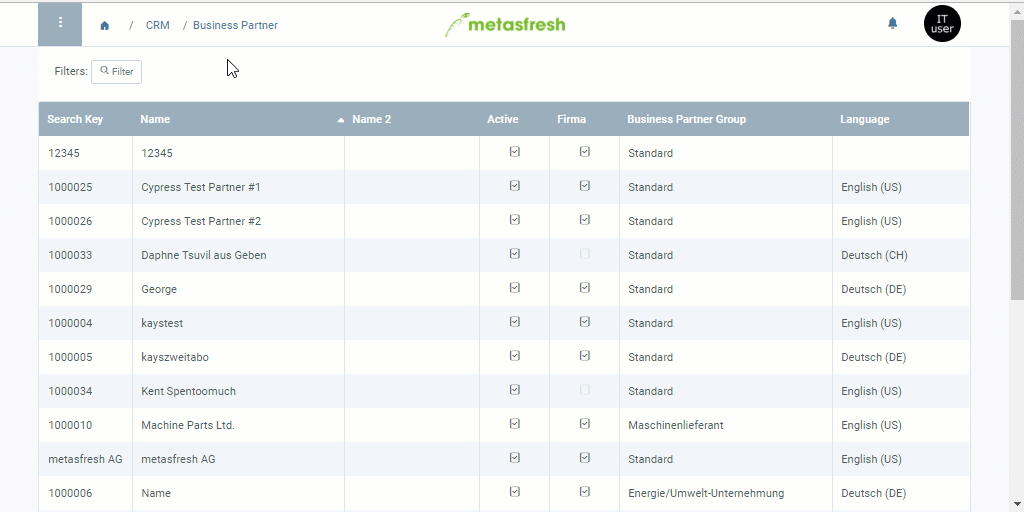 / CRM / Business Partner
metasfresh
IT user
Filters: Filter
Search Key Name Name 2 Active Firma Business Partner Group Language
12345 12345 Standard
1000025 Cypress Test Partner #1 Standard English (US)
1000026 Cypress Test Partner #2 Standard English (US)
1000033 Daphne Tsuvil aus Geben Standard Deutsch (CH)
1000029 George Standard Deutsch (DE)
1000004 kaystest Standard English (US)
1000005 kayszweitabo Standard Deutsch (DE)
1000034 Kent Spentoomuch Standard English (US)
1000010 Machine Parts Ltd. Maschinenlieferant English (US)
metasfresh AG metasfresh AG Standard English (US)
1000006 Name Energie/Umwelt-Unternehmung Deutsch (DE)